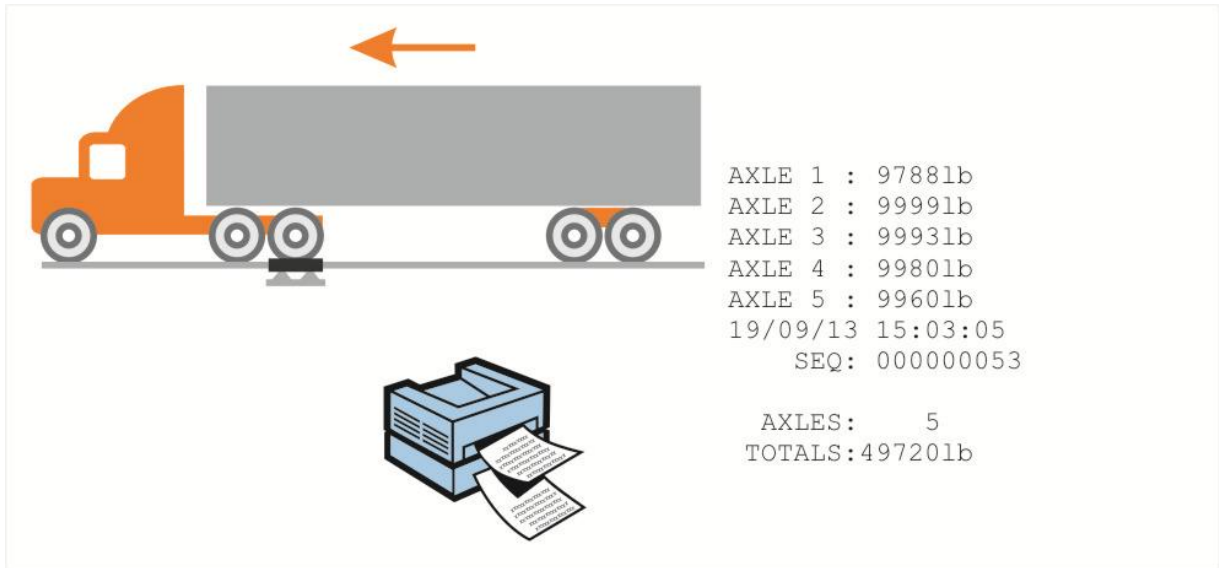 AXLE 1 : 9788lb
AXLE 2 : 9999lb
AXLE 3 : 9993lb
AXLE 4 : 9980lb
AXLE 5 : 9960lb
19/09/13 15:03:05
SEQ: 000000053
AXLES: 5
TOTALS:49720lb